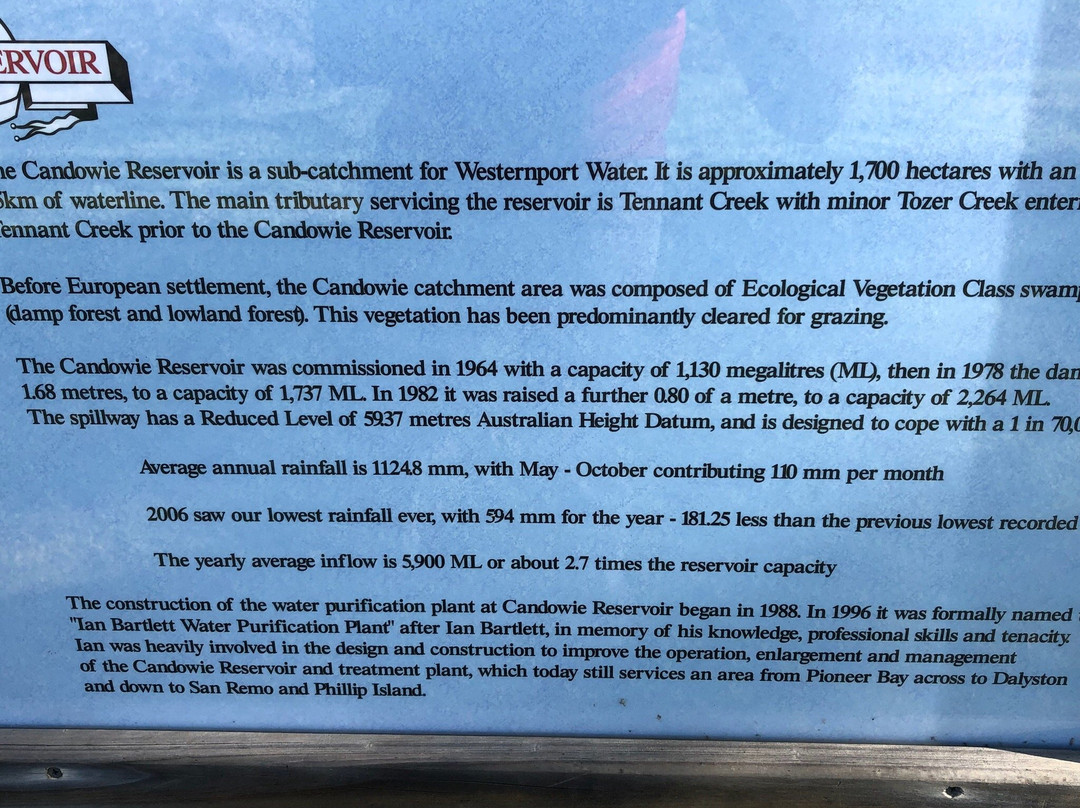 ERVOIR
he Candowie Reservoir is a sub-catchment for Westernport Water. It is approximately 1,700 hectares with an
km of waterline. The main tributary servicing the reservoir is Tennant Creek with minor Tozer Creek enteri
Tennant Creek prior to the Candowie Reservoir.
Before European settlement, the Candowie catchment area was composed of Ecological Vegetation Class swamp
(damp forest and lowland forest). This vegetation has been predominantly cleared for grazing.
The Candowie Reservoir was commissioned in 1964 with a capacity of 1,130 megalitres (ML), then in 1978 the dam
1.68 metres, to a capacity of 1,737 ML. In 1982 it was raised a further 0.80 of a metre, to a capacity of 2,264 ML.
The spillway has a Reduced Level of 59.37 metres Australian Height Datum, and is designed to cope with a 1 in 70,0
Average annual rainfall is 1124.8 mm, with May - October contributing 110 mm per month
2006 saw our lowest rainfall ever, with 594 mm for the year - 181.25 less than the previous lowest recorded
The yearly average inflow is 5,900 ML or about 2.7 times the reservoir capacity
The construction of the water purification plant at Candowie Reservoir began in 1988. In 1996 it was formally named
"Ian Bartlett Water Purification Plant" after Ian Bartlett, in memory of his knowledge, professional skills and tenacity.
Ian was heavily involved in the design and construction to improve the operation, enlargement and management
of the Candowie Reservoir and treatment plant, which today still services an area from Pioneer Bay across to Dalyston
and down to San Remo and Phillip Island.